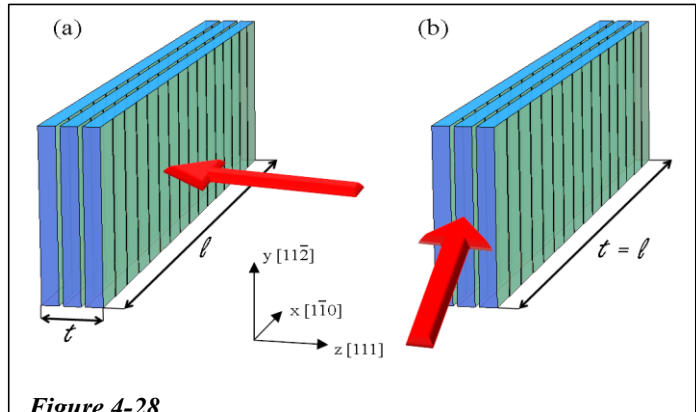 (a)
(b)
l
t = l
t
y [112̅]
x [11̅0]
z [111]
Figure 4-28